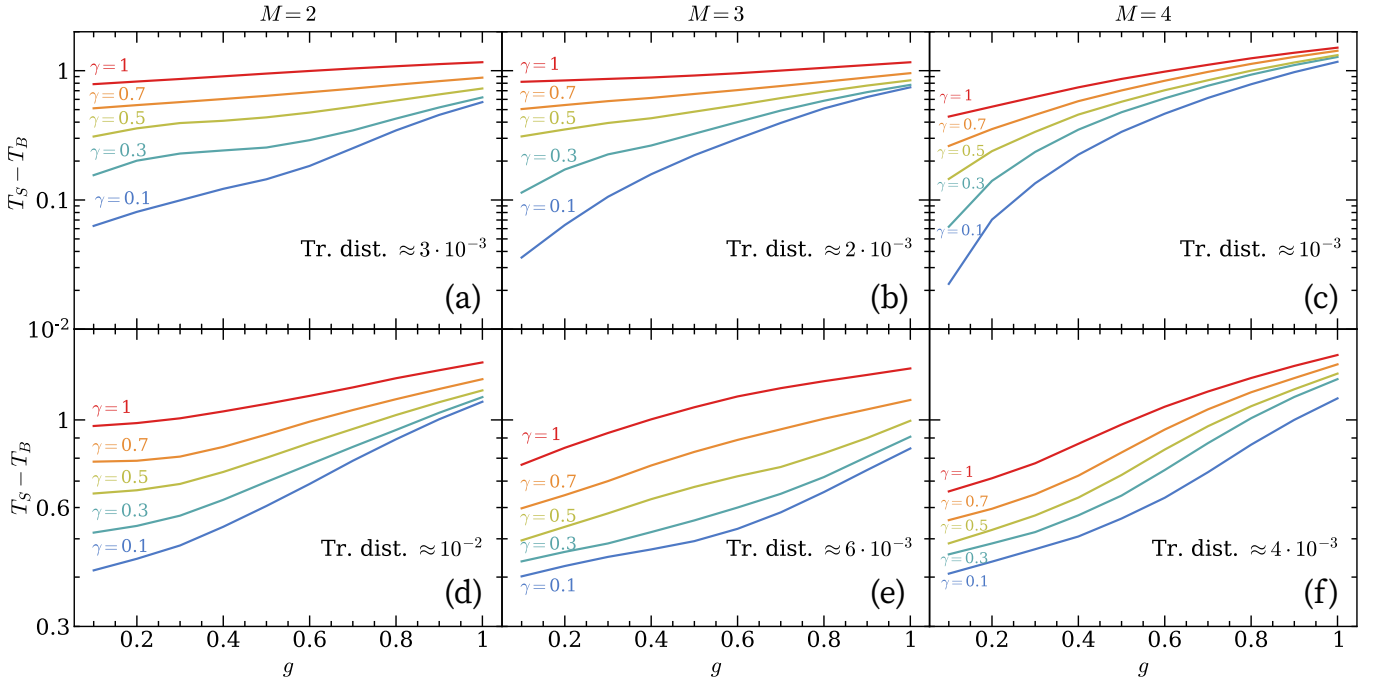 M = 2
M = 3
M = 4
T_S − T_B
1
0.1
10^-2
γ = 1
γ = 0.7
γ = 0.5
γ = 0.3
γ = 0.1
Tr. dist. ≈ 3 · 10^-3
(a)
γ = 1
γ = 0.7
γ = 0.5
γ = 0.3
γ = 0.1
Tr. dist. ≈ 2 · 10^-3
(b)
γ = 1
γ = 0.7
γ = 0.5
γ = 0.3
γ = 0.1
Tr. dist. ≈ 10^-3
(c)
T_S − T_B
1
0.6
0.3
γ = 1
γ = 0.7
γ = 0.5
γ = 0.3
γ = 0.1
Tr. dist. ≈ 10^-2
(d)
γ = 1
γ = 0.7
γ = 0.5
γ = 0.3
γ = 0.1
Tr. dist. ≈ 6 · 10^-3
(e)
γ = 1
γ = 0.7
γ = 0.5
γ = 0.3
γ = 0.1
Tr. dist. ≈ 4 · 10^-3
(f)
0.2 0.4 0.6 0.8 1
0.2 0.4 0.6 0.8 1
0.2 0.4 0.6 0.8 1
g
g
g